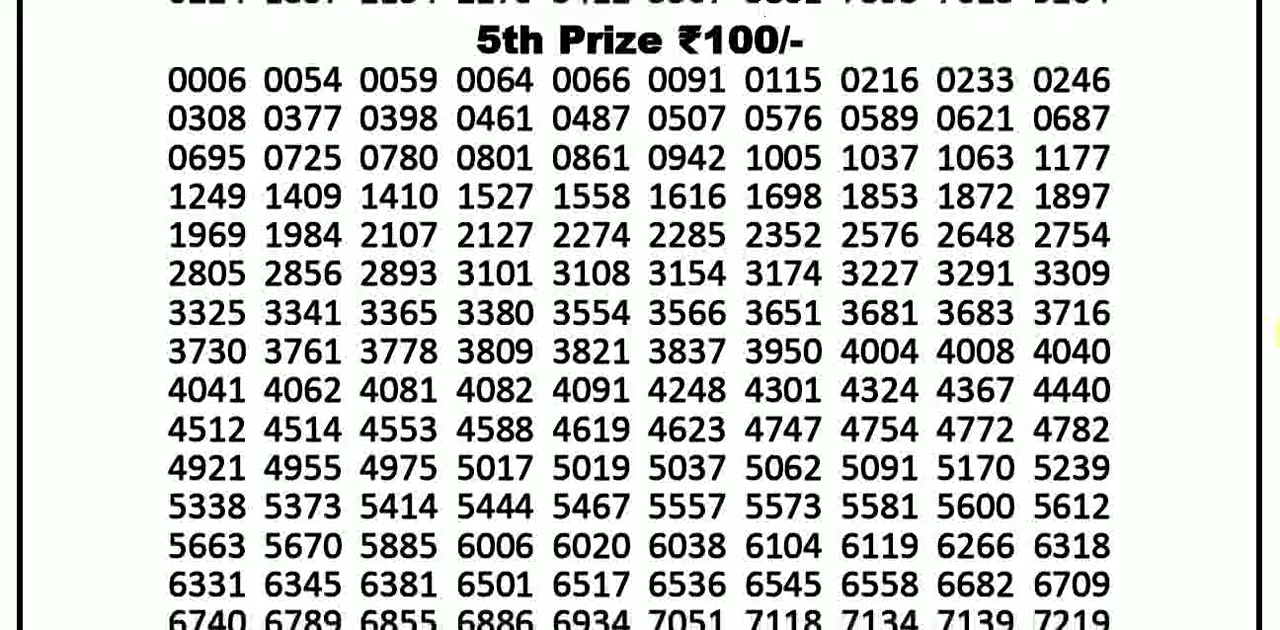 5th Prize ₹100/-
0006 0054 0059 0064 0066 0091 0115 0216 0233 0246
0308 0377 0398 0461 0487 0507 0576 0589 0621 0687
0695 0725 0780 0801 0861 0942 1005 1037 1063 1177
1249 1409 1410 1527 1558 1616 1698 1853 1872 1897
1969 1984 2107 2127 2274 2285 2352 2576 2648 2754
2805 2856 2893 3101 3108 3154 3174 3227 3291 3309
3325 3341 3365 3380 3554 3566 3651 3681 3683 3716
3730 3761 3778 3809 3821 3837 3950 4004 4008 4040
4041 4062 4081 4082 4091 4248 4301 4324 4367 4440
4512 4514 4553 4588 4619 4623 4747 4754 4772 4782
4921 4955 4975 5017 5019 5037 5062 5091 5170 5239
5338 5373 5414 5444 5467 5557 5573 5581 5600 5612
5663 5670 5885 6006 6020 6038 6104 6119 6266 6318
6331 6345 6381 6501 6517 6536 6545 6558 6682 6709
6740 6789 6855 6886 6934 7051 7118 7134 7139 7219